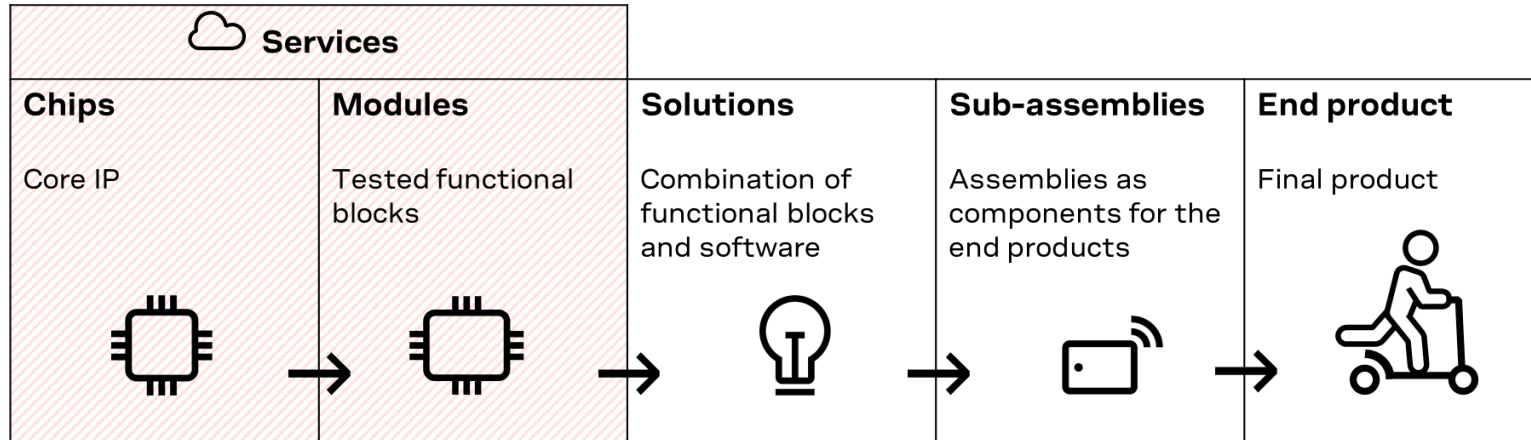 Services
Chips
Core IP
Modules
Tested functional
blocks
Solutions
Combination of
functional blocks
and software
Sub-assemblies
Assemblies as
components for the
end products
End product
Final product